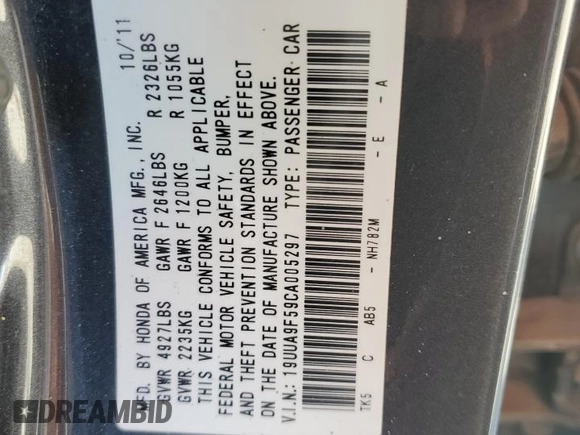 MFD. BY HONDA OF AMERICA MFG., INC. 10/'11
GVWR 4927LBS GAWR F 2646LBS R 2326LBS
GVWR 2235KG GAWR F 1200KG R 1055KG
THIS VEHICLE CONFORMS TO ALL APPLICABLE
FEDERAL MOTOR VEHICLE SAFETY, BUMPER,
AND THEFT PREVENTION STANDARDS IN EFFECT
ON THE DATE OF MANUFACTURE SHOWN ABOVE.
V.I.N.: 19UUA9F59CA005297 TYPE: PASSENGER CAR
TK5 C AB5 - NH782M - E - A
DREAMBID